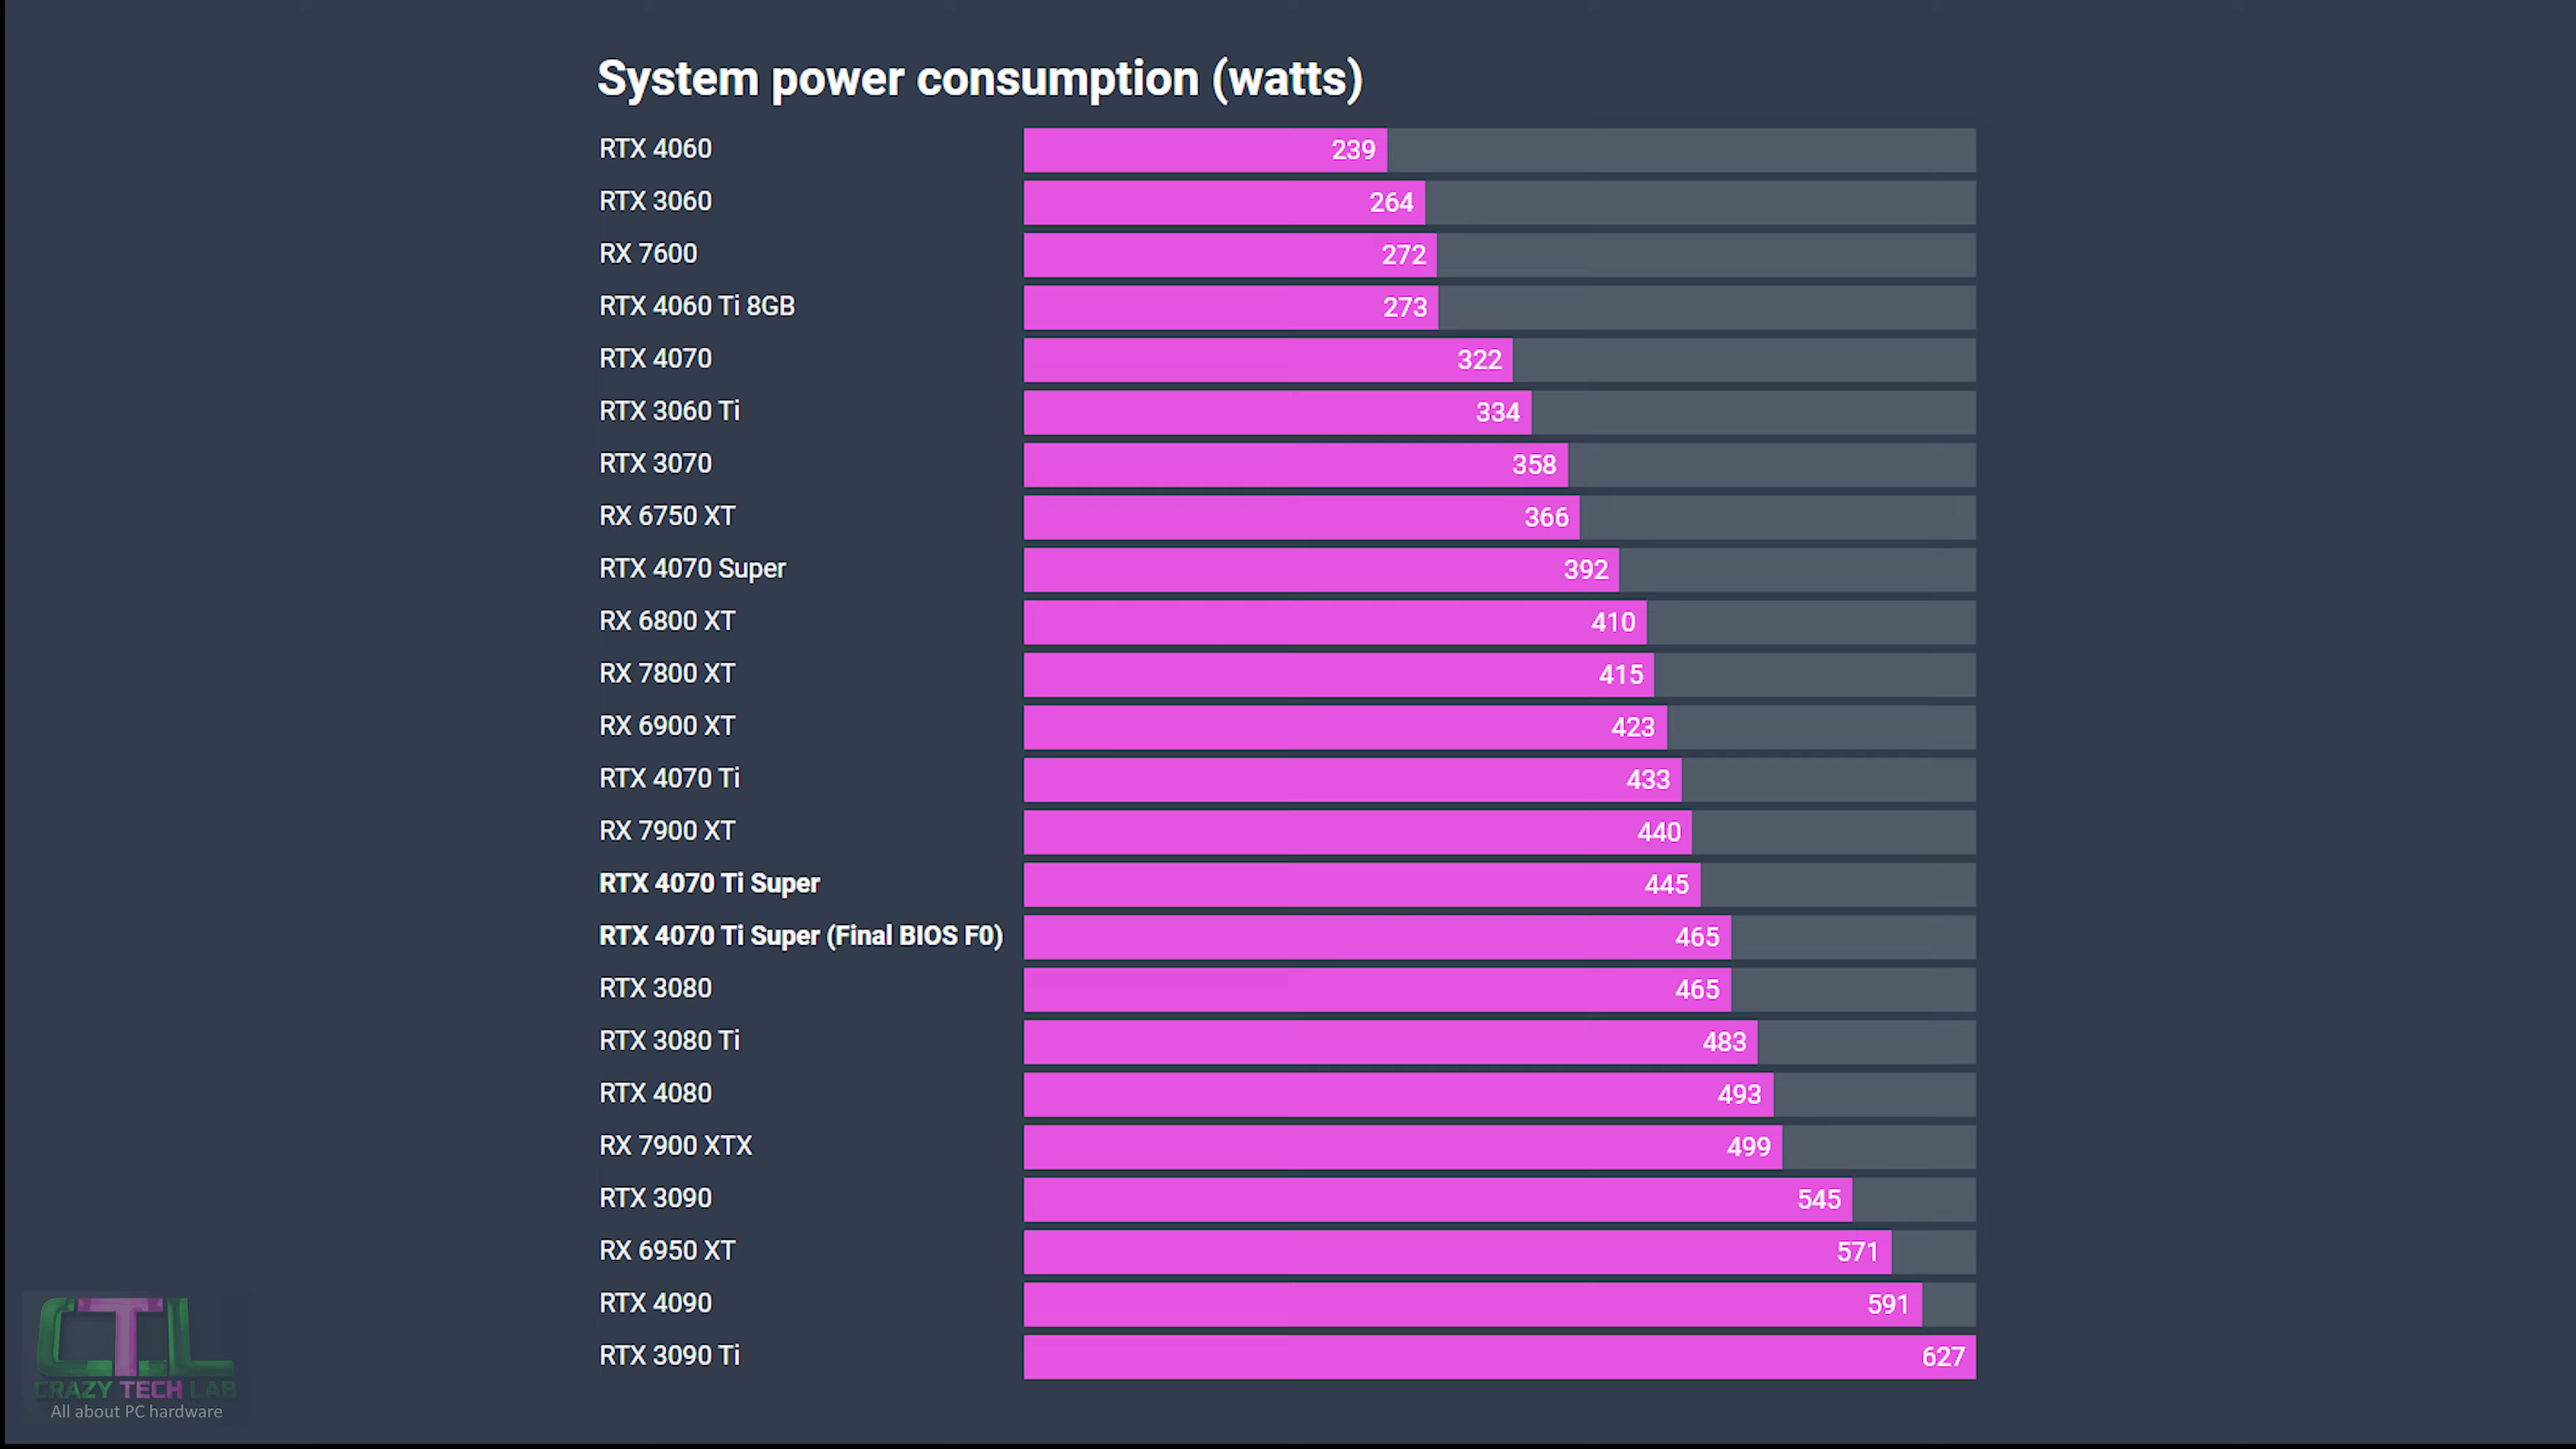 System power consumption (watts)
RTX 4060 239
RTX 3060 264
RX 7600 272
RTX 4060 Ti 8GB 273
RTX 4070 322
RTX 3060 Ti 334
RTX 3070 358
RX 6750 XT 366
RTX 4070 Super 392
RX 6800 XT 410
RX 7800 XT 415
RX 6900 XT 423
RTX 4070 Ti 433
RX 7900 XT 440
RTX 4070 Ti Super 445
RTX 4070 Ti Super (Final BIOS F0) 465
RTX 3080 465
RTX 3080 Ti 483
RTX 4080 493
RX 7900 XTX 499
RTX 3090 545
RX 6950 XT 571
RTX 4090 591
RTX 3090 Ti 627
CTL
CRAZY TECH LAB
All about PC hardware